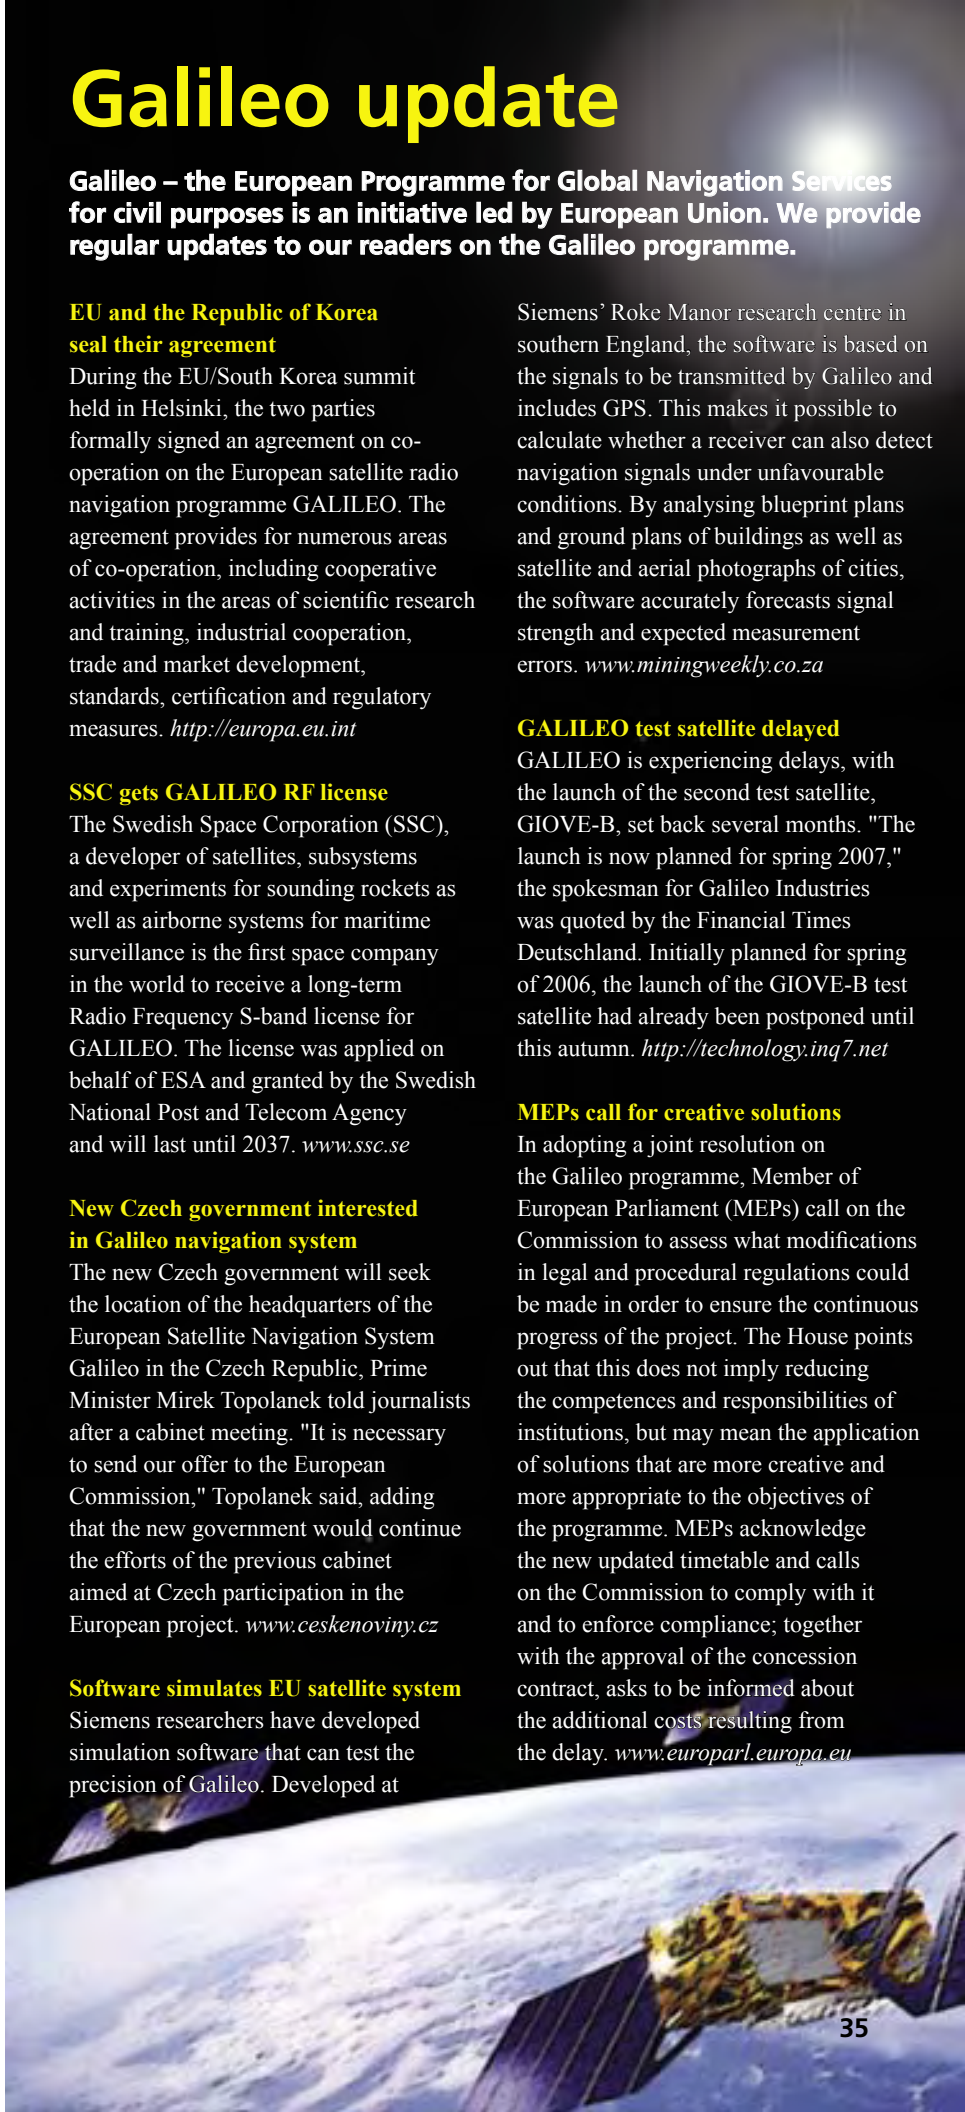 Galileo update
Galileo – the European Programme for Global Navigation Services
for civil purposes is an initiative led by European Union. We provide
regular updates to our readers on the Galileo programme.
EU and the Republic of Korea
seal their agreement
During the EU/South Korea summit
held in Helsinki, the two parties
formally signed an agreement on co-
operation on the European satellite radio
navigation programme GALILEO. The
agreement provides for numerous areas
of co-operation, including cooperative
activities in the areas of scientific research
and training, industrial cooperation,
trade and market development,
standards, certification and regulatory
measures. http://europa.eu.int
SSC gets GALILEO RF license
The Swedish Space Corporation (SSC),
a developer of satellites, subsystems
and experiments for sounding rockets as
well as airborne systems for maritime
surveillance is the first space company
in the world to receive a long-term
Radio Frequency S-band license for
GALILEO. The license was applied on
behalf of ESA and granted by the Swedish
National Post and Telecom Agency
and will last until 2037. www.ssc.se
New Czech government interested
in Galileo navigation system
The new Czech government will seek
the location of the headquarters of the
European Satellite Navigation System
Galileo in the Czech Republic, Prime
Minister Mirek Topolanek told journalists
after a cabinet meeting. "It is necessary
to send our offer to the European
Commission," Topolanek said, adding
that the new government would continue
the efforts of the previous cabinet
aimed at Czech participation in the
European project. www.ceskenoviny.cz
Software simulates EU satellite system
Siemens researchers have developed
simulation software that can test the
precision of Galileo. Developed at
Siemens' Roke Manor research centre in
southern England, the software is based on
the signals to be transmitted by Galileo and
includes GPS. This makes it possible to
calculate whether a receiver can also detect
navigation signals under unfavourable
conditions. By analysing blueprint plans
and ground plans of buildings as well as
satellite and aerial photographs of cities,
the software accurately forecasts signal
strength and expected measurement
errors. www.miningweekly.co.za
GALILEO test satellite delayed
GALILEO is experiencing delays, with
the launch of the second test satellite,
GIOVE-B, set back several months. "The
launch is now planned for spring 2007,"
the spokesman for Galileo Industries
was quoted by the Financial Times
Deutschland. Initially planned for spring
of 2006, the launch of the GIOVE-B test
satellite had already been postponed until
this autumn. http://technology.inq7.net
MEPs call for creative solutions
In adopting a joint resolution on
the Galileo programme, Member of
European Parliament (MEPs) call on the
Commission to assess what modifications
in legal and procedural regulations could
be made in order to ensure the continuous
progress of the project. The House points
out that this does not imply reducing
the competences and responsibilities of
institutions, but may mean the application
of solutions that are more creative and
more appropriate to the objectives of
the programme. MEPs acknowledge
the new updated timetable and calls
on the Commission to comply with it
and to enforce compliance; together
with the approval of the concession
contract, asks to be informed about
the additional costs resulting from
the delay. www.europarl.europa.eu
35